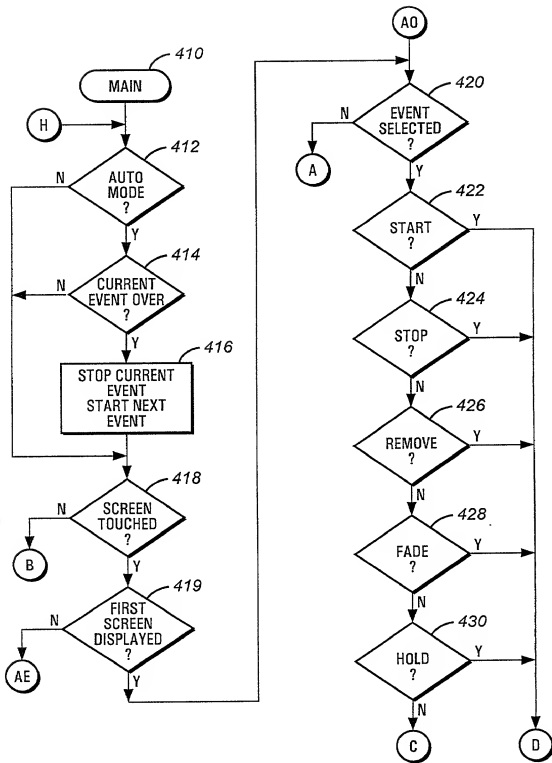 410
MAIN
H
412
N
AUTO
MODE
?
Y
414
N
CURRENT
EVENT OVER
?
Y
416
STOP CURRENT
EVENT
START NEXT
EVENT
418
N
SCREEN
TOUCHED
?
B
Y
419
N
FIRST
SCREEN
DISPLAYED
?
AE
Y
AO
420
N
EVENT
SELECTED
?
A
Y
422
START
?
Y
N
424
STOP
?
Y
N
426
REMOVE
?
Y
N
428
FADE
?
Y
N
430
HOLD
?
Y
N
C
D